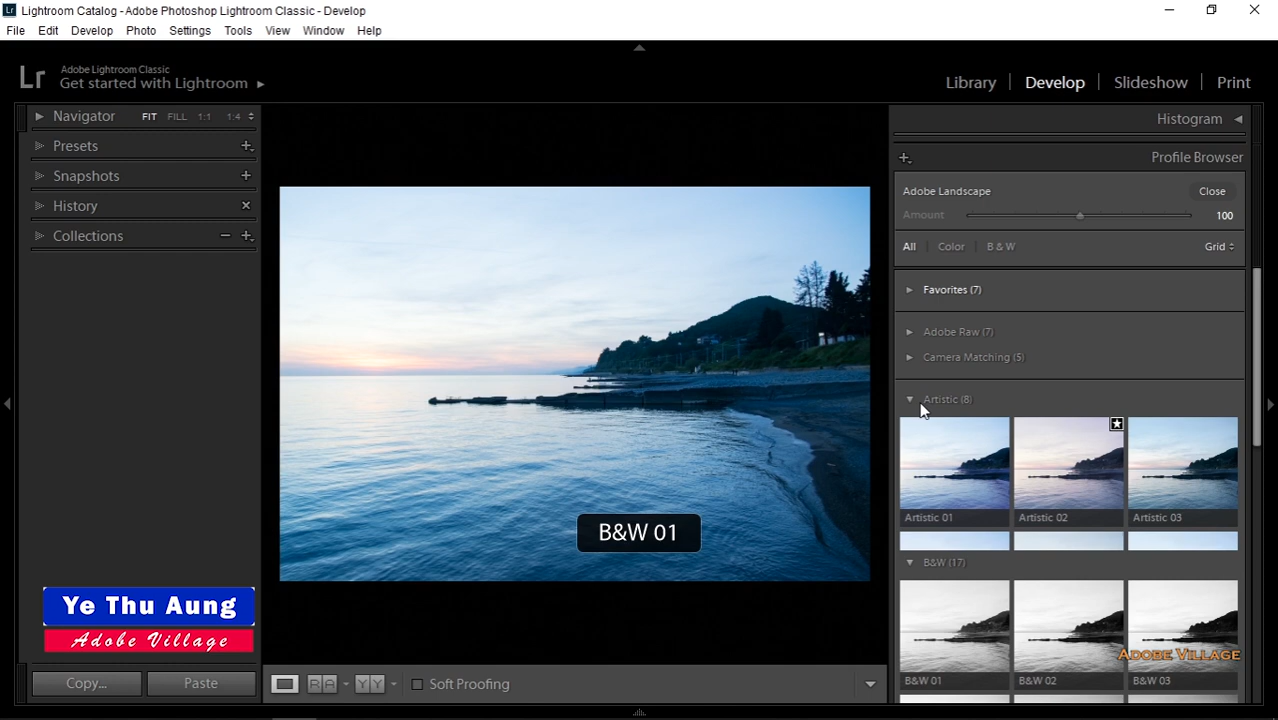 Lr Lightroom Catalog - Adobe Photoshop Lightroom Classic - Develop
File Edit Develop Photo Settings Tools View Window Help
Lr Adobe Lightroom Classic
Get started with Lightroom
Library Develop Slideshow Print
Navigator FIT FILL 1:1 1:4
Presets
Snapshots
History
Collections
Histogram
Profile Browser
Adobe Landscape Close
Amount 100
All Color B & W Grid
Favorites (7)
Adobe Raw (7)
Camera Matching (5)
Artistic (8)
Artistic 01 Artistic 02 Artistic 03
B&W (17)
B&W 01 B&W 02 B&W 03
ADOBE VILLAGE
B&W 01
Ye Thu Aung
Adobe Village
Copy... Paste
R A Y Y Soft Proofing